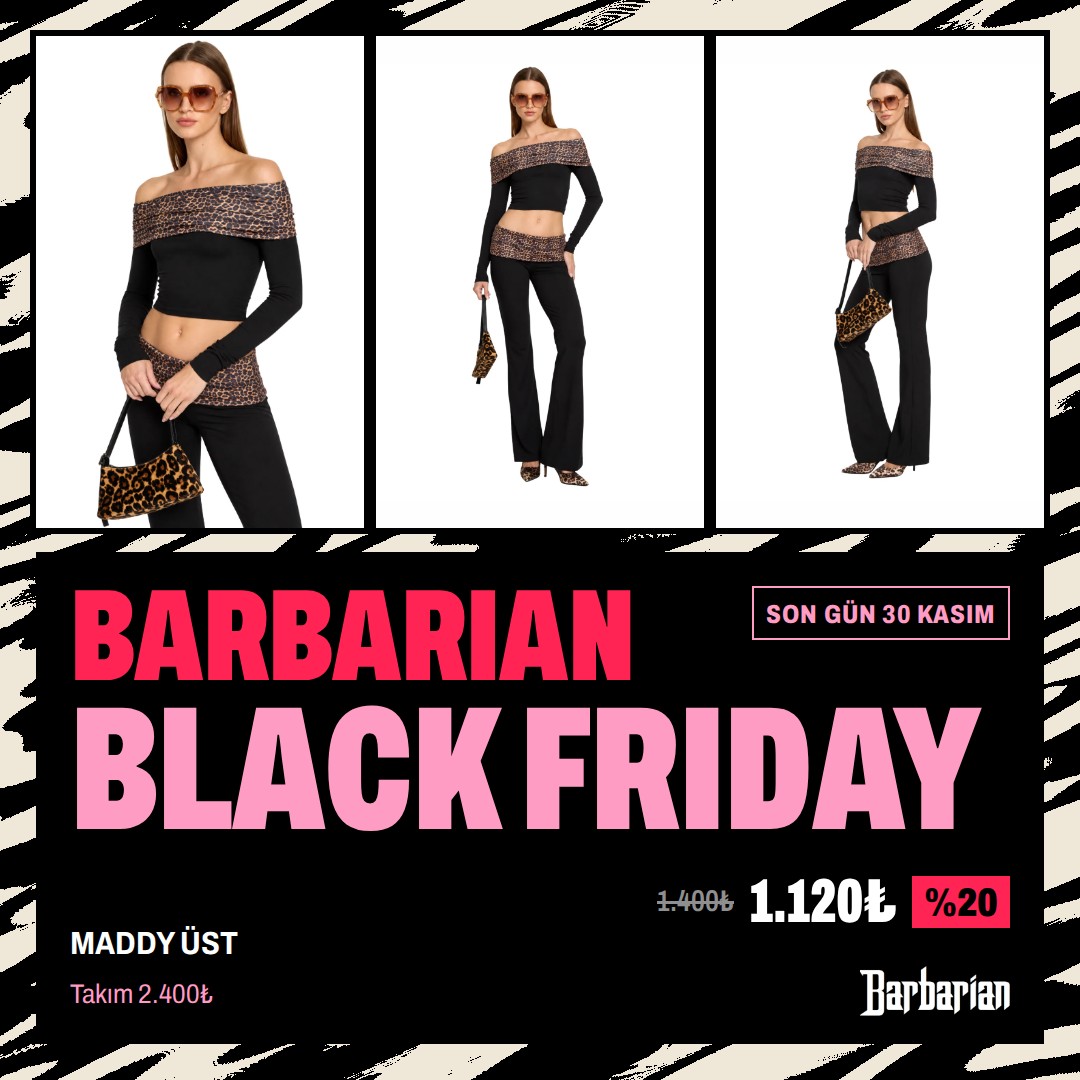 BARBARIAN
SON GÜN 30 KASIM
BLACK FRIDAY
1.400₺ 1.120₺ %20
MADDY ÜST
Takım 2.400₺
Barbarian